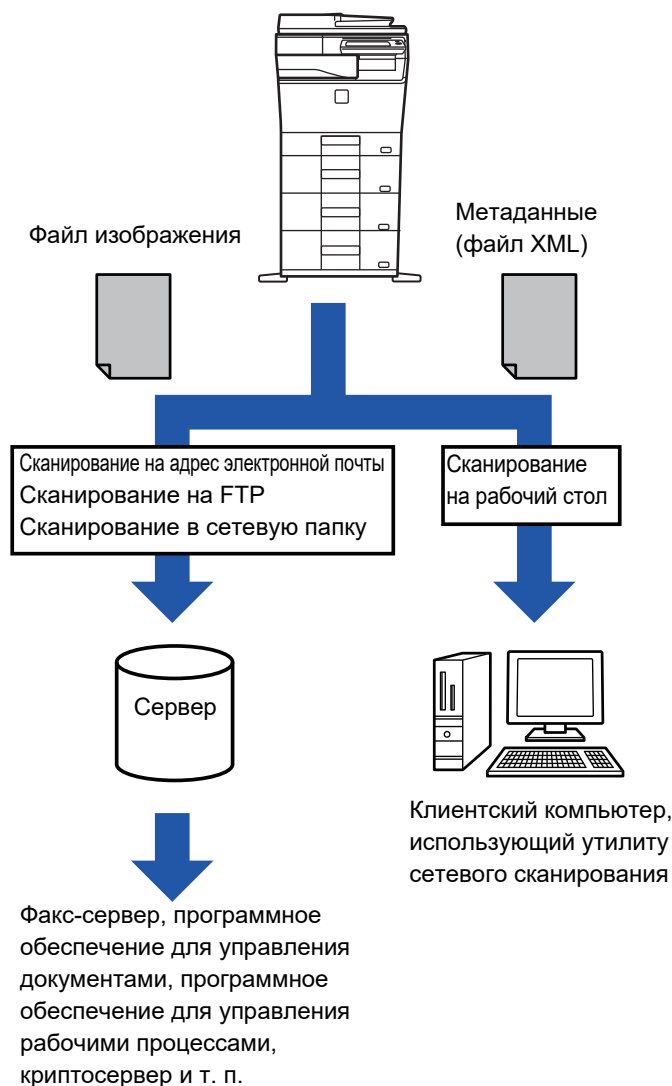 Файл изображения
Метаданные
(файл XML)
Сканирование на адрес электронной почты
Сканирование на FTP
Сканирование в сетевую папку
Сканирование
на рабочий стол
Сервер
Клиентский компьютер,
использующий утилиту
сетевого сканирования
Факс-сервер, программное
обеспечение для управления
документами, программное
обеспечение для управления
рабочими процессами,
криптосервер и т. п.